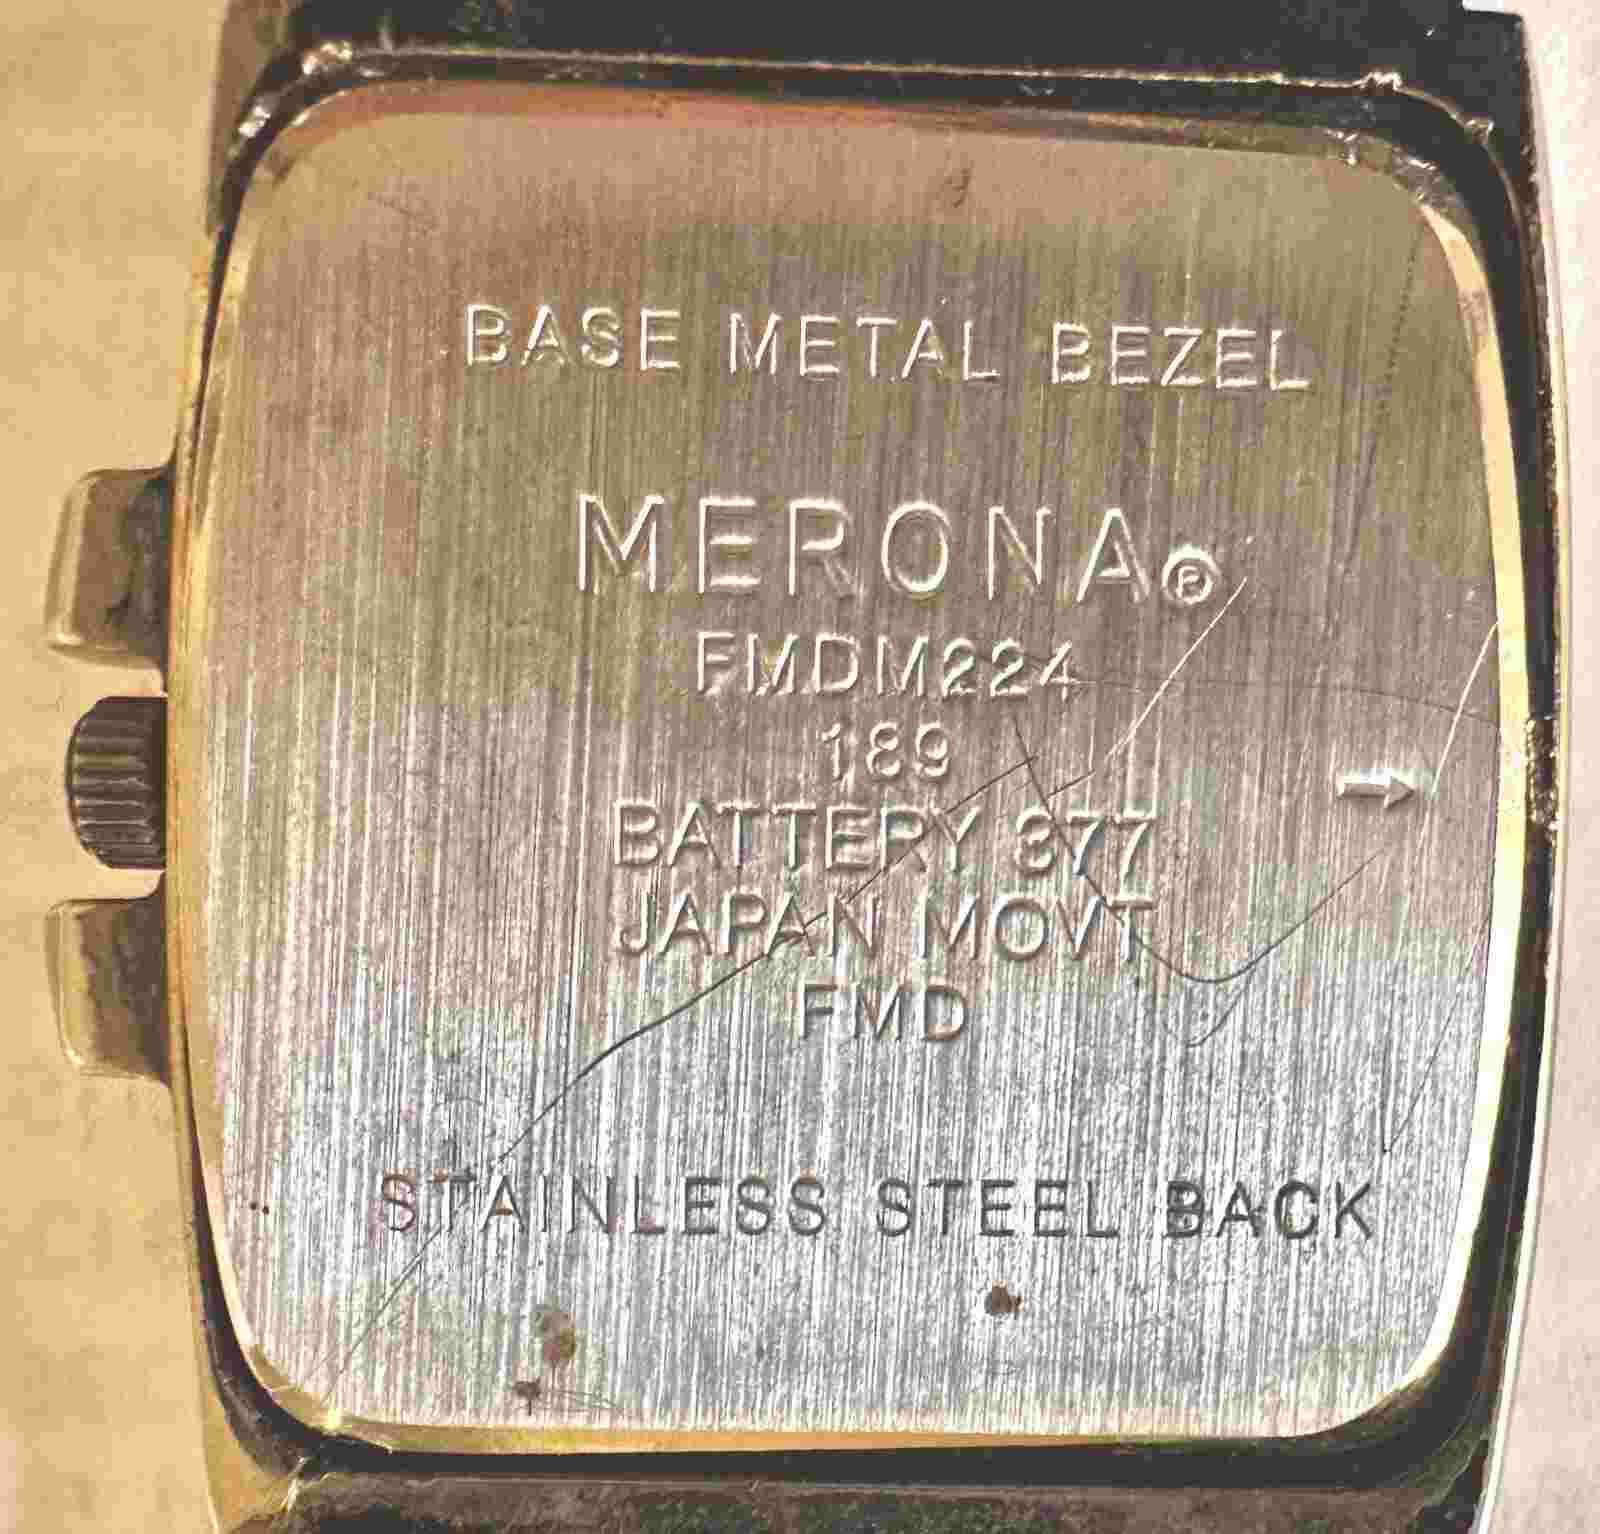 BASE METAL BEZEL
MERONA®
FMDM224
189
BATTERY 377
JAPAN MOVT
FMD
STAINLESS STEEL BACK